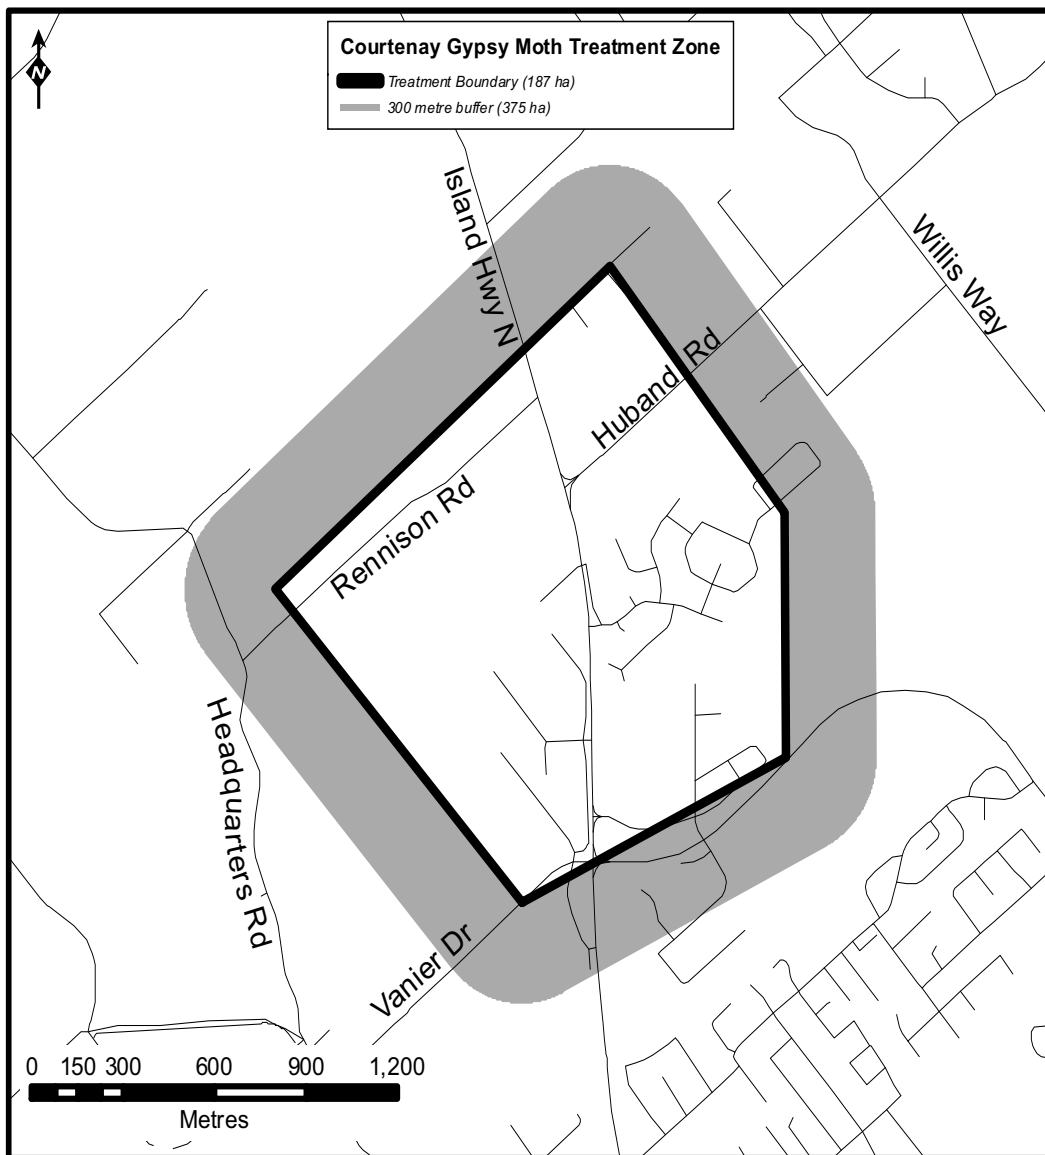 Courtenay Gypsy Moth Treatment Zone
Treatment Boundary (187 ha)
300 metre buffer (375 ha)
N
Island Hwy N
Willis Way
Huband Rd
Rennison Rd
Headquarters Rd
Vanier Dr
0 150 300 600 900 1,200
Metres